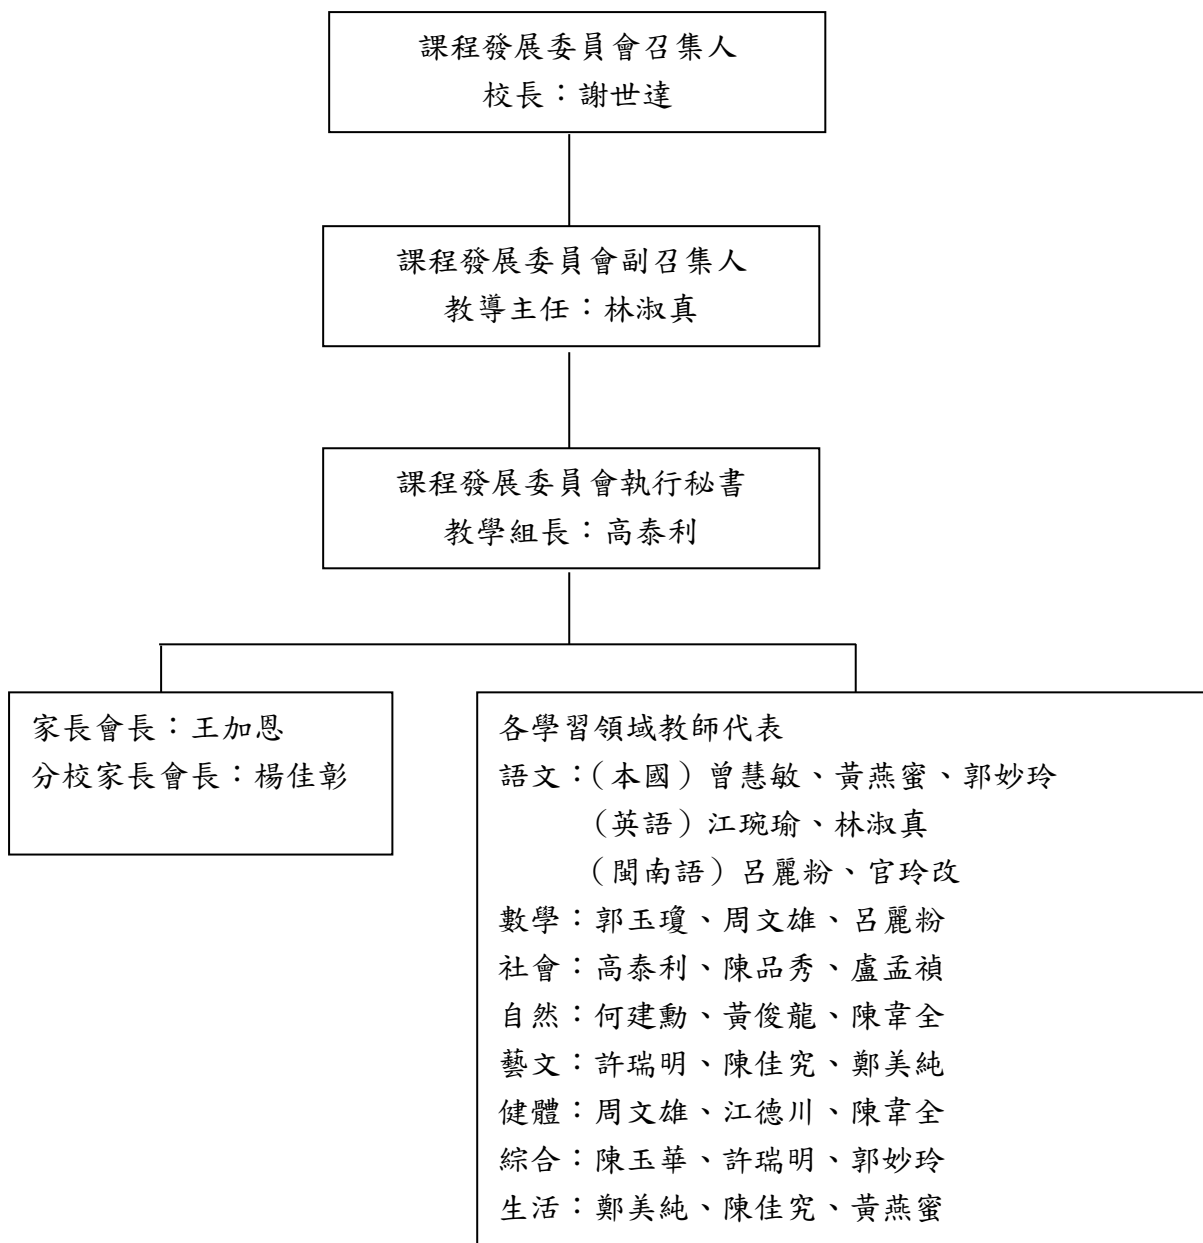 課程發展委員會召集人
校長：謝世達
課程發展委員會副召集人
教導主任：林淑真
課程發展委員會執行秘書
教學組長：高泰利
家長會長：王加恩
分校家長會長：楊佳彰
各學習領域教師代表
語文：（本國）曾慧敏、黃燕蜜、郭妙玲
（英語）江琬瑜、林淑真
（閩南語）呂麗粉、官玲改
數學：郭玉瓊、周文雄、呂麗粉
社會：高泰利、陳品秀、盧孟禎
自然：何建勳、黃俊龍、陳韋全
藝文：許瑞明、陳佳究、鄭美純
健體：周文雄、江德川、陳韋全
綜合：陳玉華、許瑞明、郭妙玲
生活：鄭美純、陳佳究、黃燕蜜